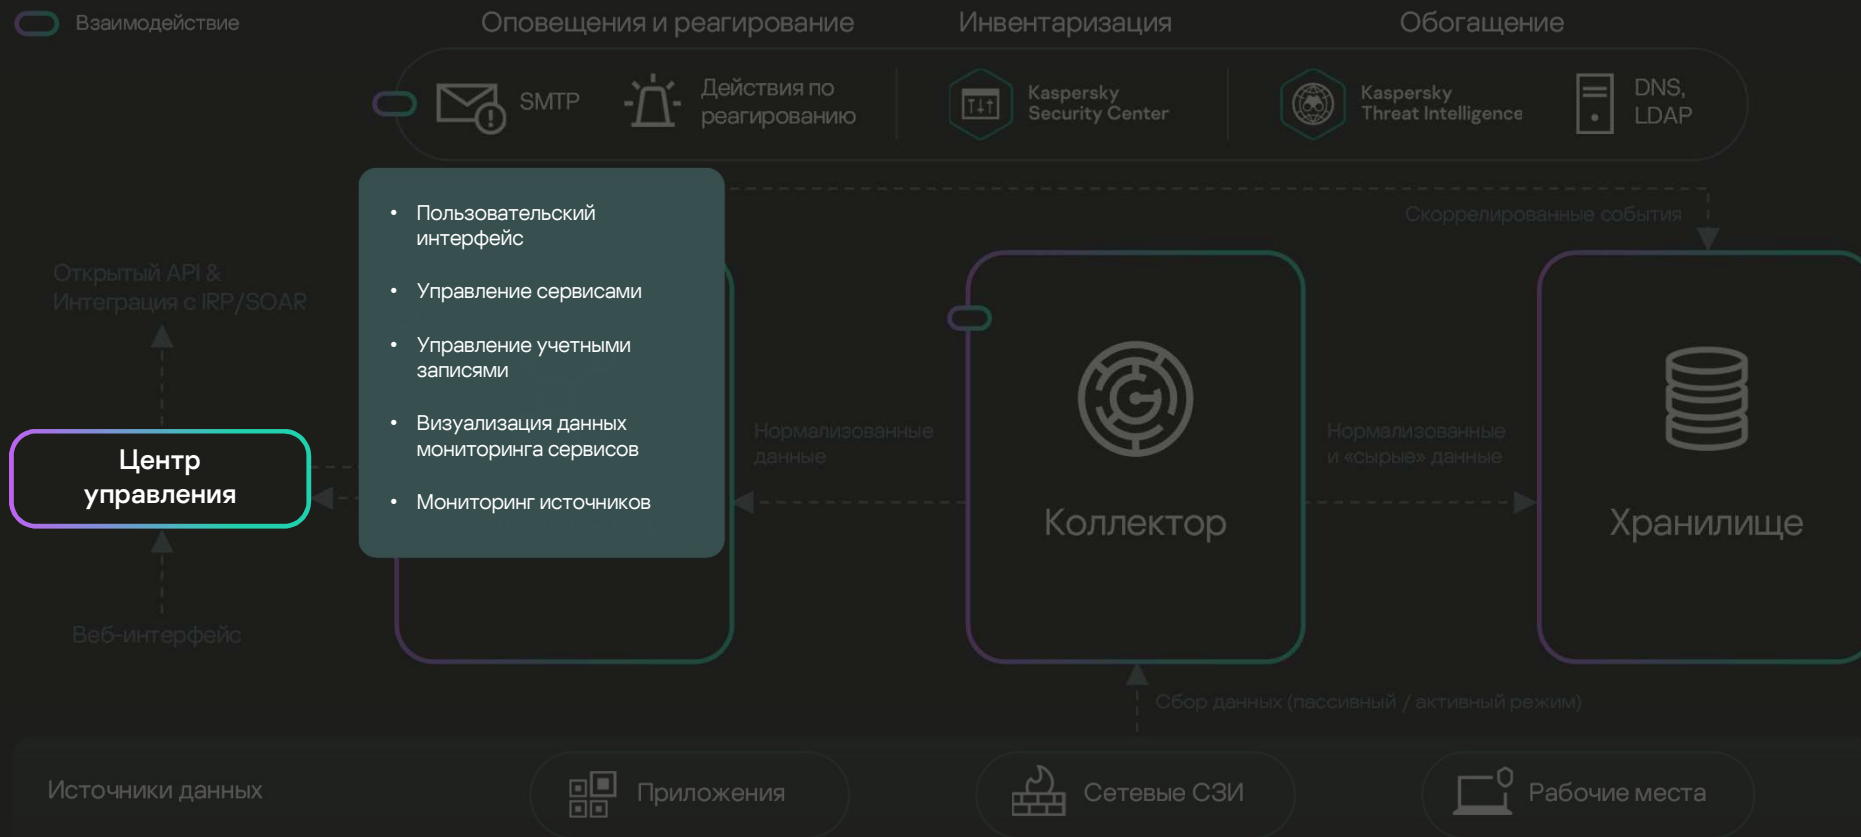 Взаимодействие
Оповещения и реагирование
Инвентаризация
Обогащение
SMTP
Действия по
реагированию
Kaspersky
Security Center
Kaspersky
Threat Intelligence
DNS,
LDAP
Скоррелированные события
• Пользовательский
интерфейс
• Управление сервисами
• Управление учетными
записями
• Визуализация данных
мониторинга сервисов
• Мониторинг источников
Открытый API &
Интеграция с IRP/SOAR
Центр
управления
Веб-интерфейс
Нормализованные
данные
Коллектор
Нормализованные
и «сырые» данные
Хранилище
Сбор данных (пассивный / активный режим)
Источники данных
Приложения
Сетевые СЗИ
Рабочие места